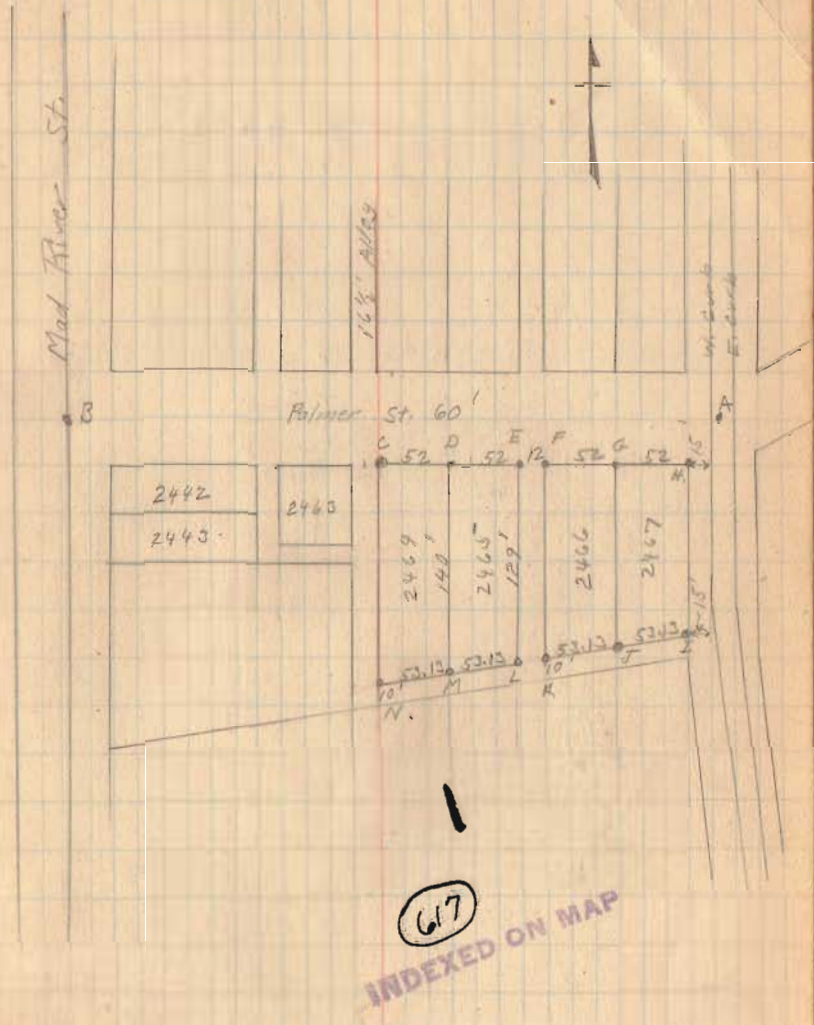 Mad River St.
16½' Alley
W. Curb
E. Curb
B
Palmer St. 60'
A
C 52 D 52 E 12 F 52 G 52 H 15'
2442
2443
2463
2469
140'
2465
129'
2466
2467
15'
53.13 53.13 53.13 53.13
10' M L 10' J I
N. K
1
617
INDEXED ON MAP